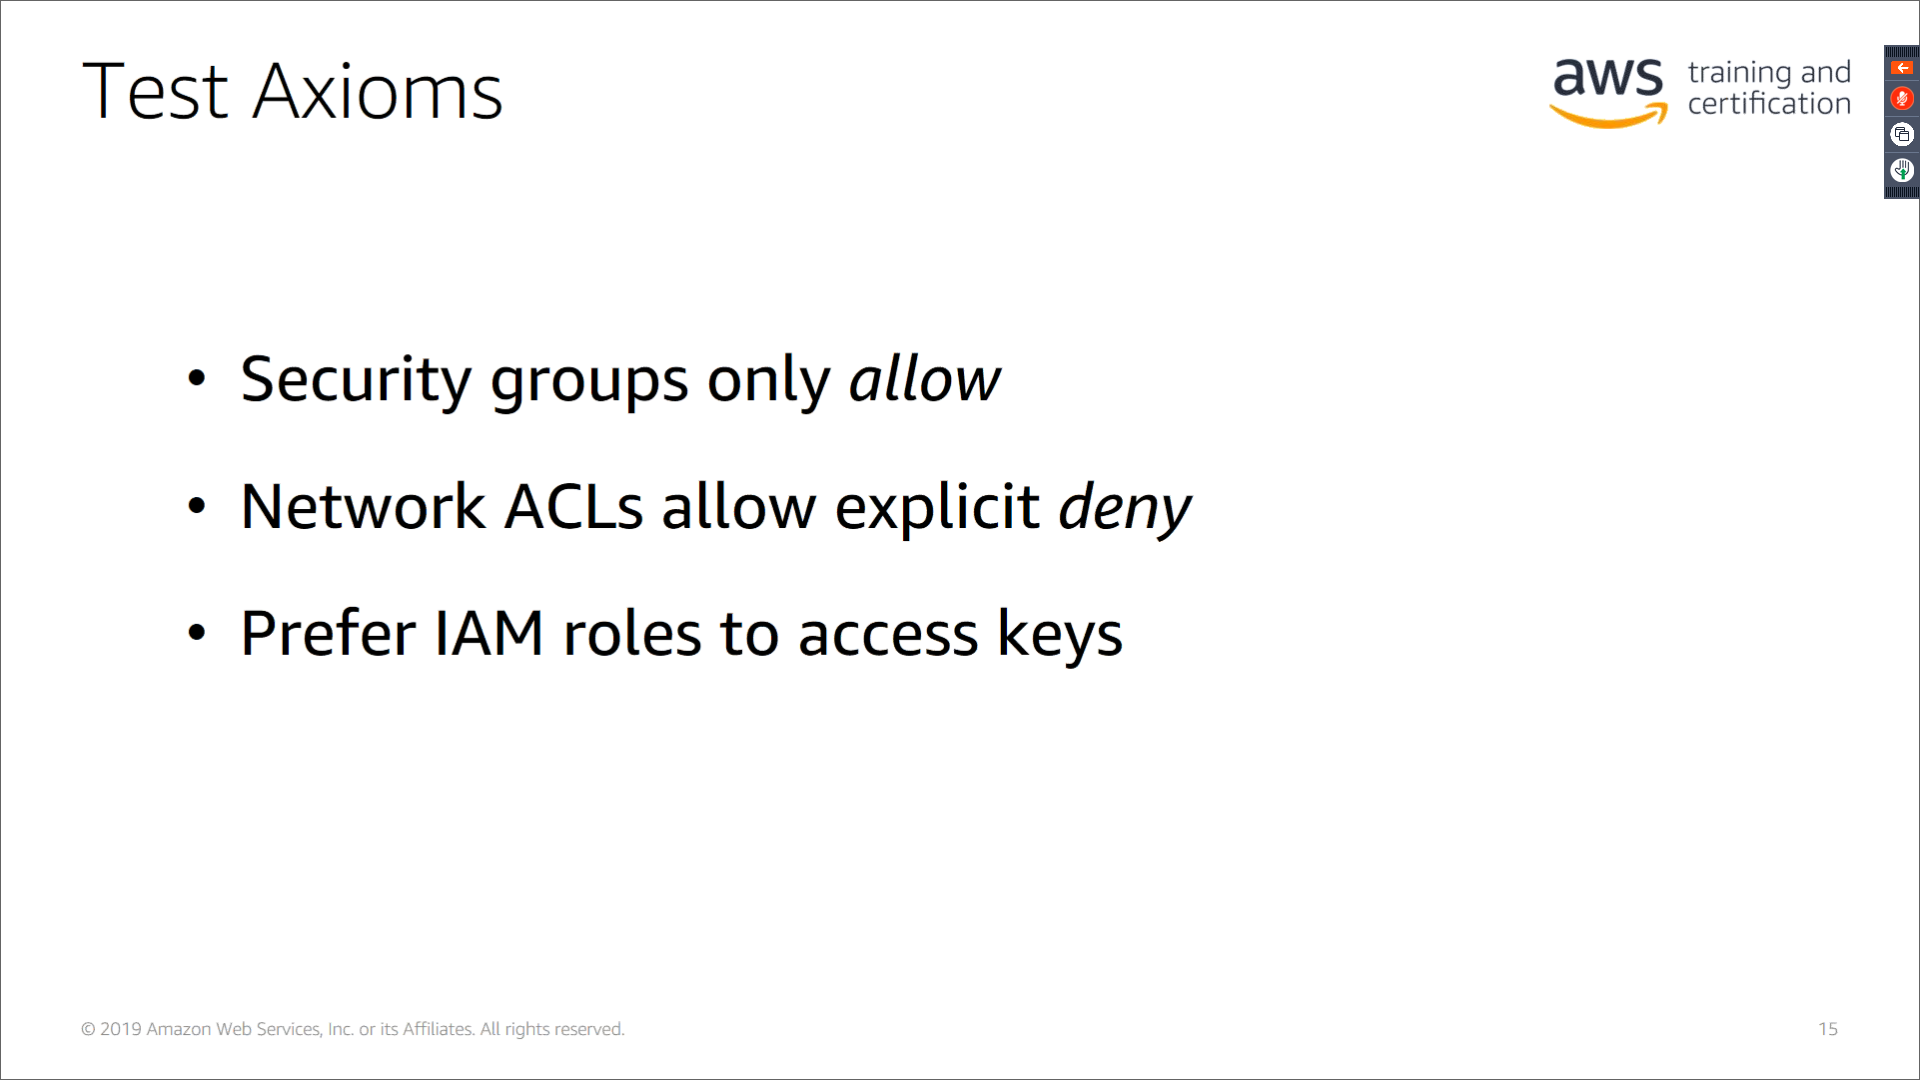 Test Axioms
aws training and
certification
• Security groups only allow
• Network ACLs allow explicit deny
• Prefer IAM roles to access keys
© 2019 Amazon Web Services, Inc. or its Affiliates. All rights reserved.
15